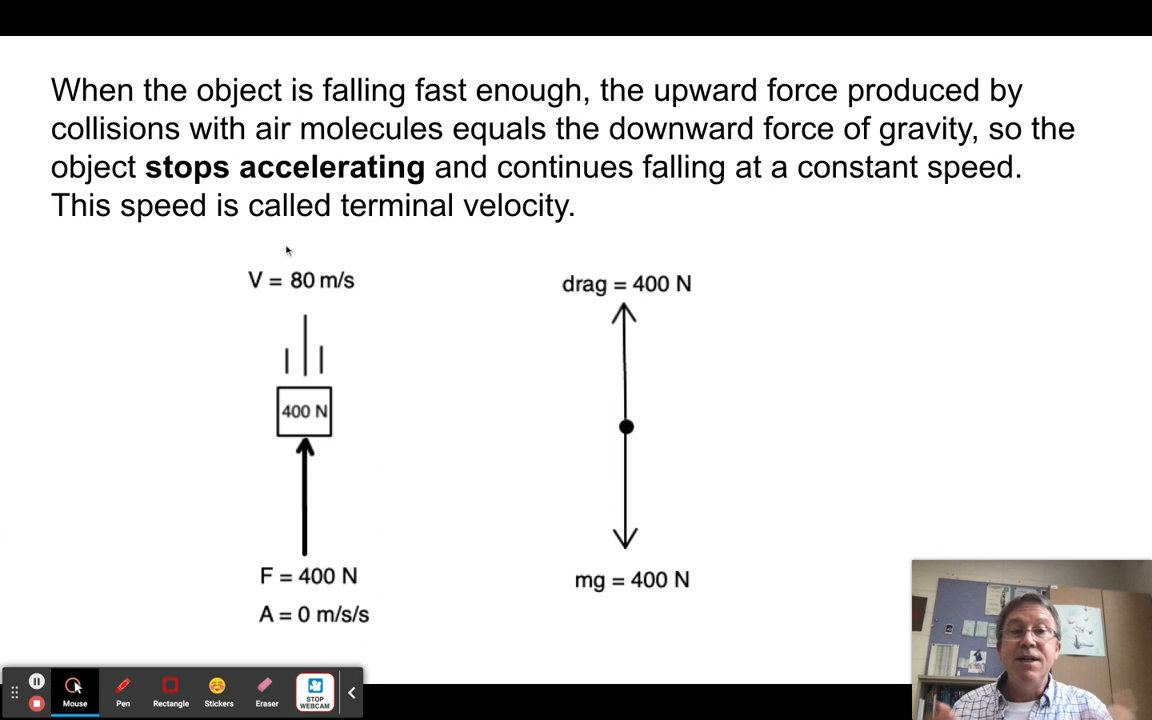 When the object is falling fast enough, the upward force produced by
collisions with air molecules equals the downward force of gravity, so the
object stops accelerating and continues falling at a constant speed.
This speed is called terminal velocity.
V = 80 m/s
drag = 400 N
400 N
F = 400 N
mg = 400 N
A = 0 m/s/s
Mouse
Pen
Rectangle
Stickers
Eraser
STOP
WEBCAM